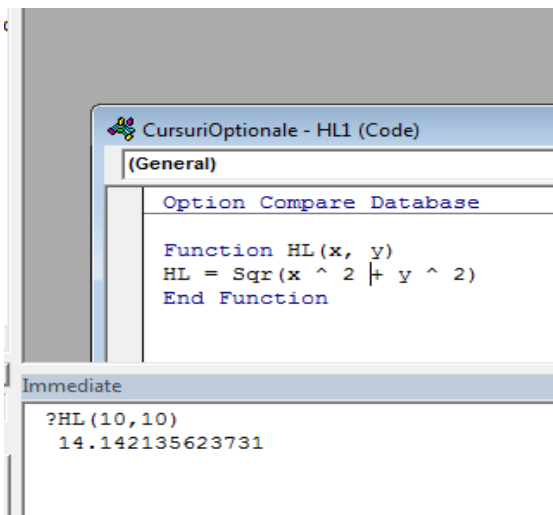 CursuriOptionale - HL1 (Code)
(General)
Option Compare Database
Function HL(x, y)
HL = Sqr(x ^ 2 + y ^ 2)
End Function
Immediate
?HL(10,10)
14.142135623731